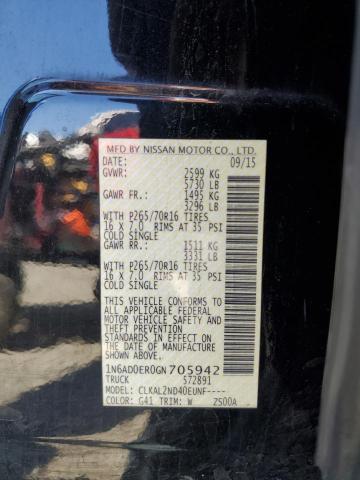 MFD BY NISSAN MOTOR CO., LTD.
DATE: 09/15
GVWR: 2599 KG
5730 LB
GAWR FR.: 1495 KG
3296 LB
WITH P265/70R16 TIRES
16 X 7.0 RIMS AT 35 PSI
COLD SINGLE
GAWR RR.: 1511 KG
3331 LB
WITH P265/70R16 TIRES
16 X 7.0 RIMS AT 35 PSI
COLD SINGLE
THIS VEHICLE CONFORMS TO
ALL APPLICABLE FEDERAL
MOTOR VEHICLE SAFETY
AND THEFT PREVENTION
STANDARDS IN EFFECT
ON THE DATE OF MANUFACTURE
SHOWN ABOVE.
1N6AD0ER0GN705942
TRUCK 572891
CLKAL2ND40EUNF----
COLOR: G41 TRIM: W Z500A